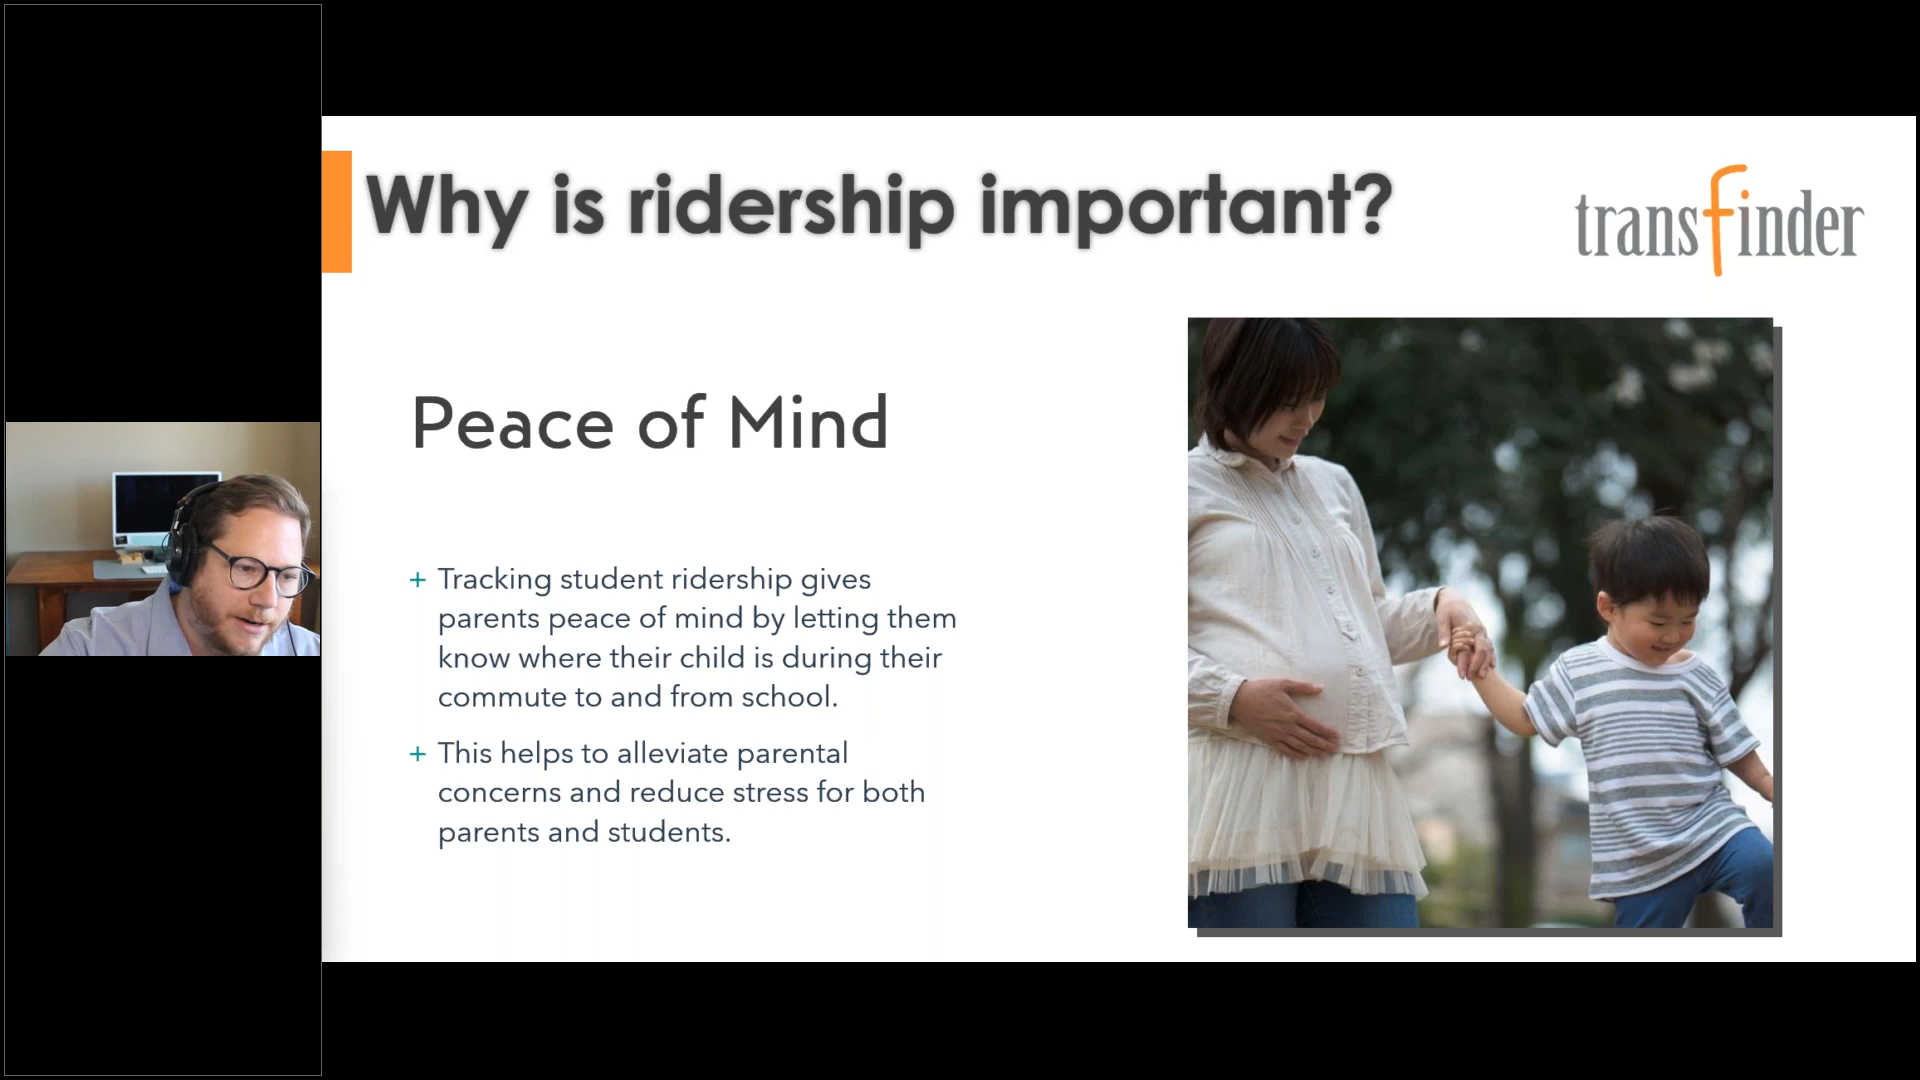 Why is ridership important?
transfinder
Peace of Mind
+ Tracking student ridership gives
parents peace of mind by letting them
know where their child is during their
commute to and from school.
+ This helps to alleviate parental
concerns and reduce stress for both
parents and students.